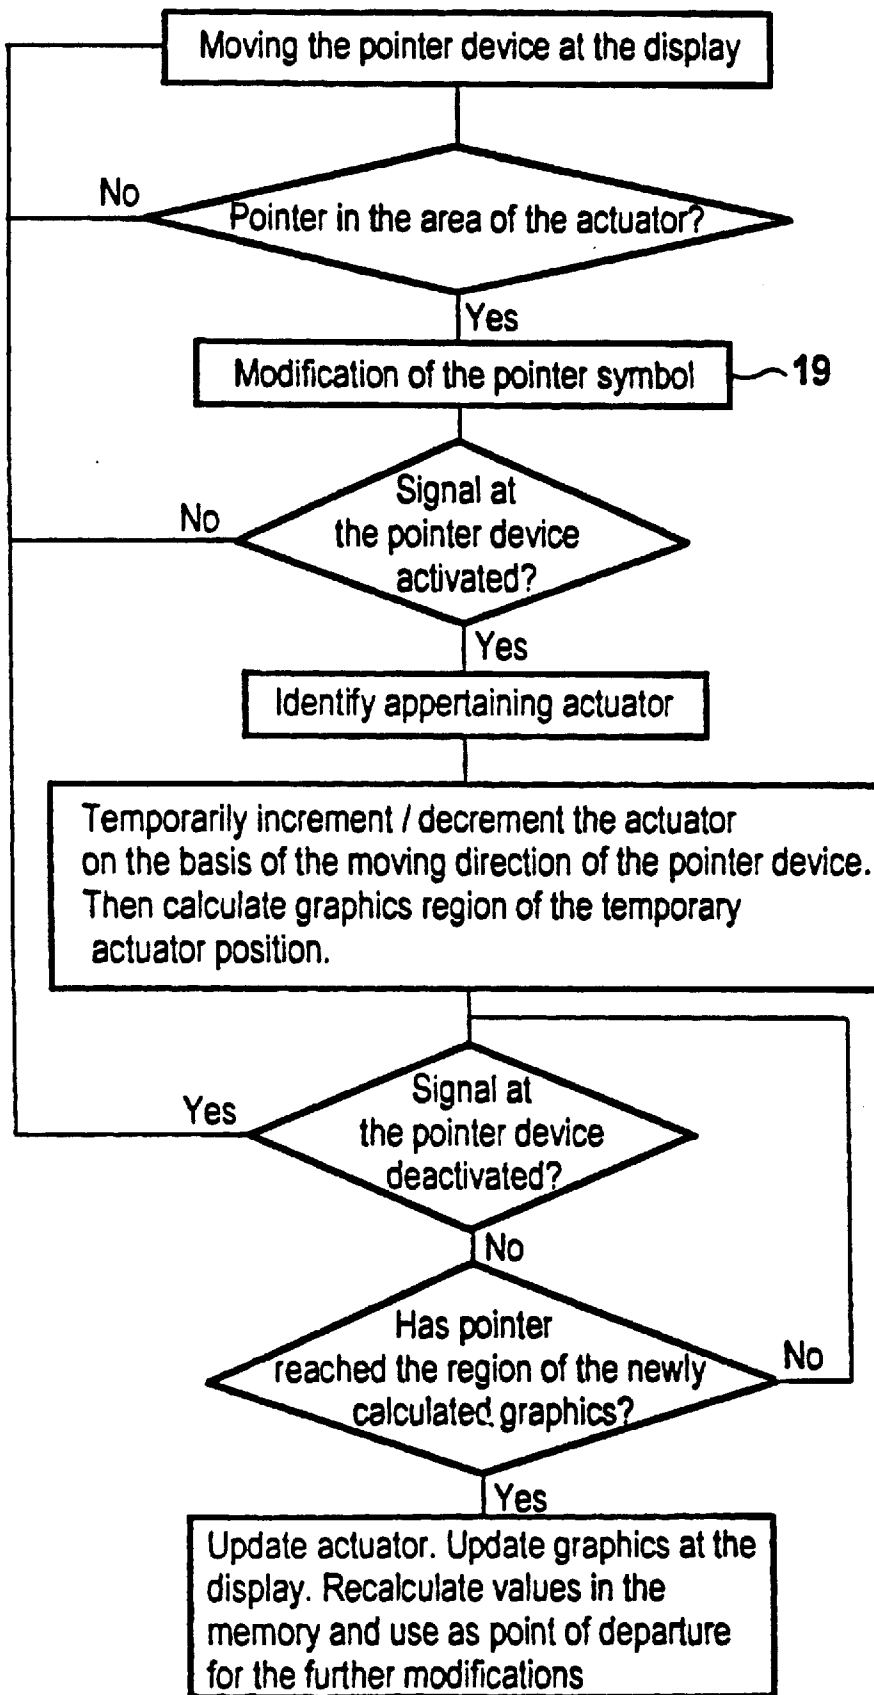 Moving the pointer device at the display
No
Pointer in the area of the actuator?
Yes
Modification of the pointer symbol
19
Signal at
the pointer device
activated?
No
Yes
Identify appertaining actuator
Temporarily increment / decrement the actuator
on the basis of the moving direction of the pointer device.
Then calculate graphics region of the temporary
actuator position.
Signal at
the pointer device
deactivated?
Yes
No
Has pointer
reached the region of the newly
calculated graphics?
No
Yes
Update actuator. Update graphics at the
display. Recalculate values in the
memory and use as point of departure
for the further modifications